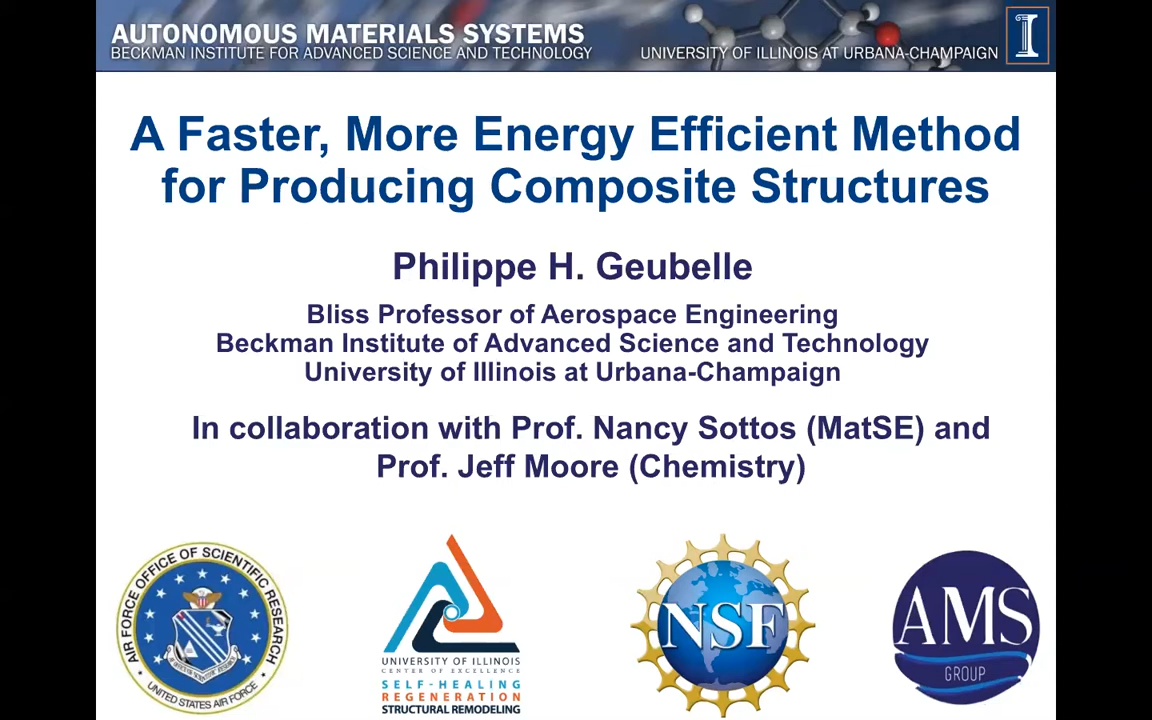 AUTONOMOUS MATERIALS SYSTEMS
BECKMAN INSTITUTE FOR ADVANCED SCIENCE AND TECHNOLOGY
UNIVERSITY OF ILLINOIS AT URBANA-CHAMPAIGN
I
A Faster, More Energy Efficient Method
for Producing Composite Structures
Philippe H. Geubelle
Bliss Professor of Aerospace Engineering
Beckman Institute of Advanced Science and Technology
University of Illinois at Urbana-Champaign
In collaboration with Prof. Nancy Sottos (MatSE) and
Prof. Jeff Moore (Chemistry)
AIR FORCE OFFICE OF SCIENTIFIC RESEARCH
UNITED STATES AIR FORCE
UNIVERSITY OF ILLINOIS
CENTER OF EXCELLENCE
SELF-HEALING
REGENERATION
STRUCTURAL REMODELING
NSF
AMS
GROUP